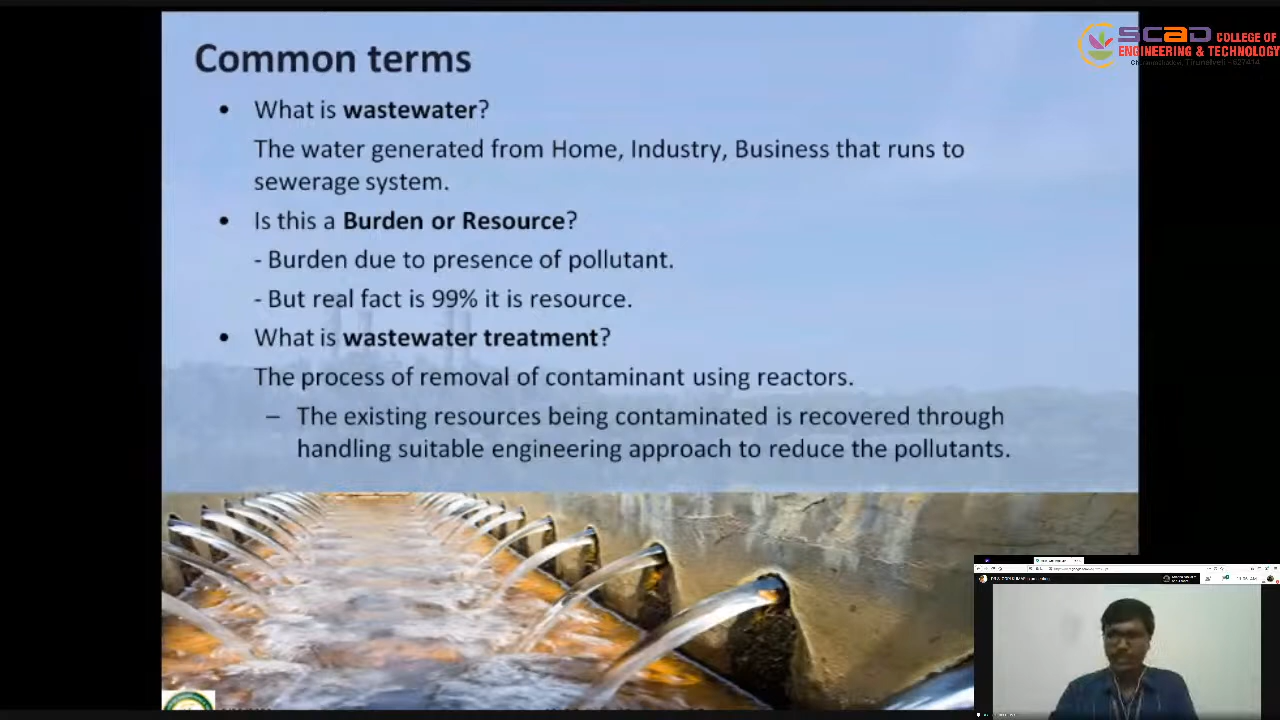 Common terms
SCAD COLLEGE OF
ENGINEERING & TECHNOLOGY
Tirunelveli - 627414
• What is wastewater?
The water generated from Home, Industry, Business that runs to
sewerage system.
• Is this a Burden or Resource?
- Burden due to presence of pollutant.
- But real fact is 99% it is resource.
• What is wastewater treatment?
The process of removal of contaminant using reactors.
– The existing resources being contaminated is recovered through
handling suitable engineering approach to reduce the pollutants.